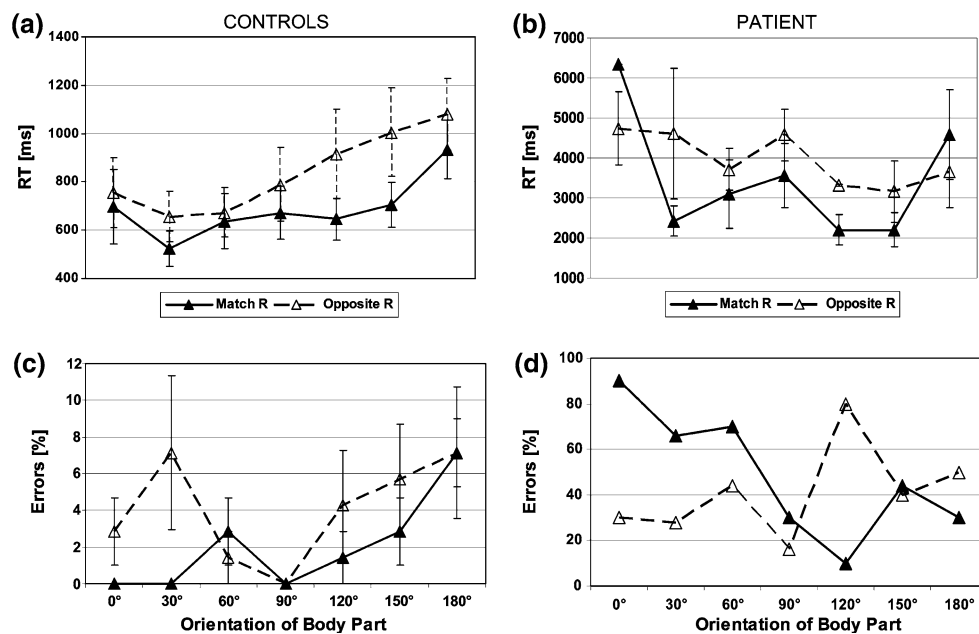 (a) CONTROLS
RT [ms]
1400
1200
1000
800
600
400
Match R Opposite R
(b) PATIENT
RT [ms]
7000
6000
5000
4000
3000
2000
1000
Match R Opposite R
(c)
Errors [%]
12
10
8
6
4
2
0
0° 30° 60° 90° 120° 150° 180°
Orientation of Body Part
(d)
Errors [%]
100
80
60
40
20
0
0° 30° 60° 90° 120° 150° 180°
Orientation of Body Part